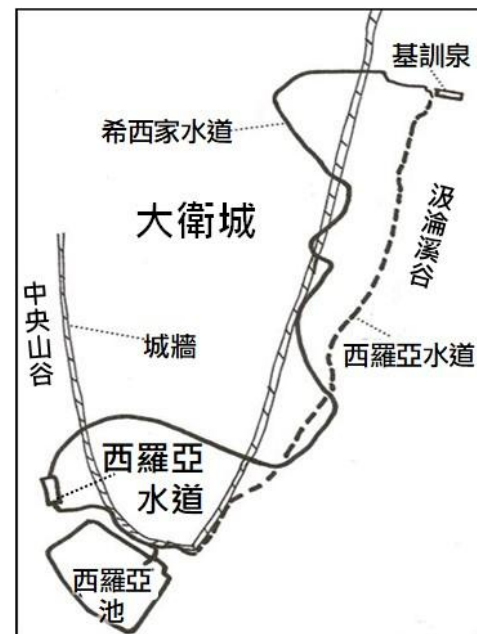 基訓泉
希西家水道
大衛城
汲淪溪谷
中央山谷
城牆
西羅亞水道
西羅亞
水道
西羅亞
池